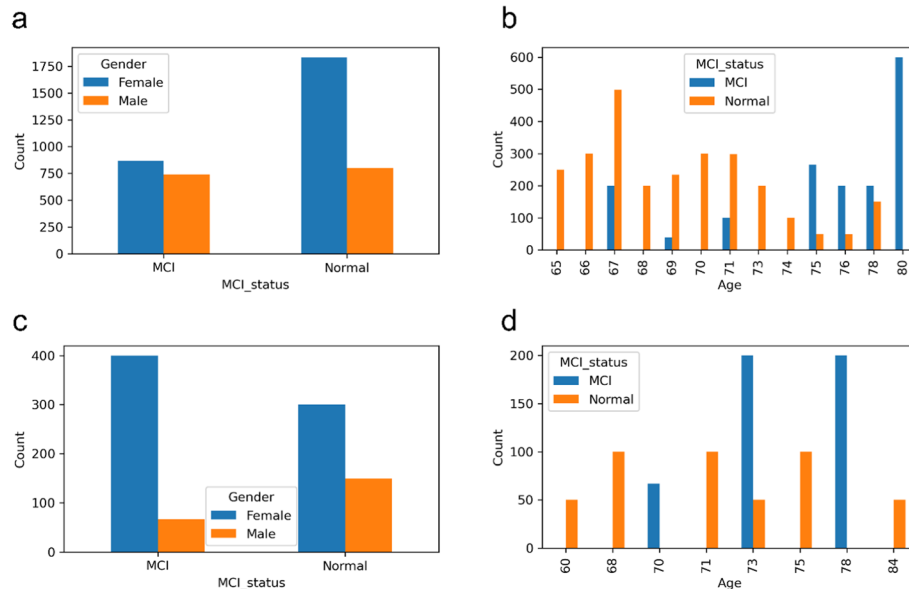 a
Gender
Female
Male
Count
1750
1500
1250
1000
750
500
250
0
MCI
Normal
MCI_status
b
MCI_status
MCI
Normal
Count
600
500
400
300
200
100
0
65 66 67 68 69 70 71 73 74 75 76 78 80
Age
c
Count
400
300
200
100
0
Gender
Female
Male
MCI
Normal
MCI_status
d
MCI_status
MCI
Normal
Count
200
150
100
50
0
60 68 70 71 73 75 78 84
Age